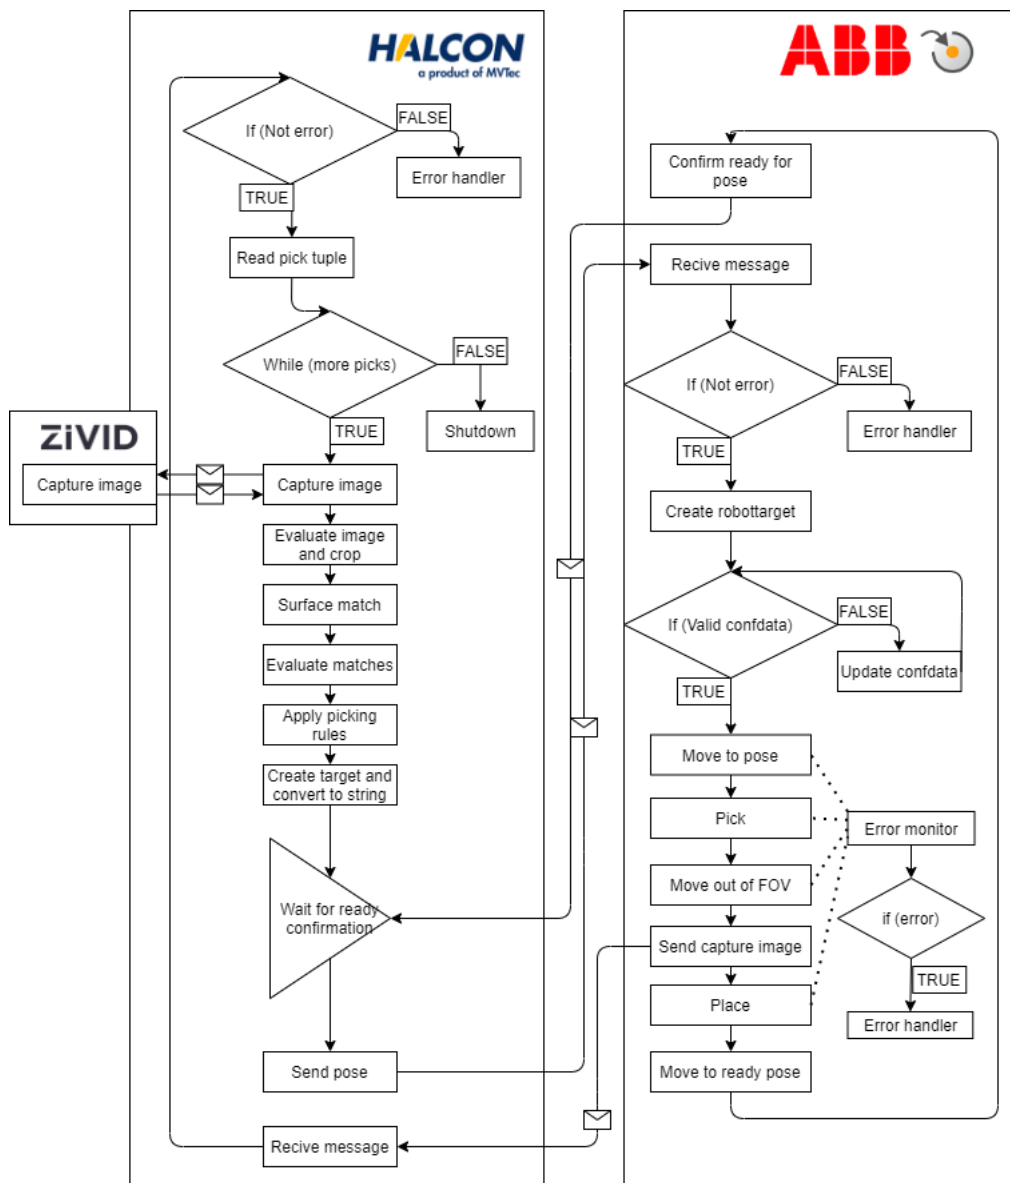 HALCON
a product of MVTec
If (Not error)
FALSE
Error handler
TRUE
Read pick tuple
While (more picks)
FALSE
Shutdown
TRUE
ZiVID
Capture image
Capture image
Evaluate image
and crop
Surface match
Evaluate matches
Apply picking
rules
Create target and
convert to string
Wait for ready
confirmation
Send pose
Recive message
ABB
Confirm ready for
pose
Recive message
If (Not error)
FALSE
Error handler
TRUE
Create robottarget
If (Valid confdata)
FALSE
Update confdata
TRUE
Move to pose
Pick
Move out of FOV
Send capture image
Place
Move to ready pose
Error monitor
if (error)
TRUE
Error handler